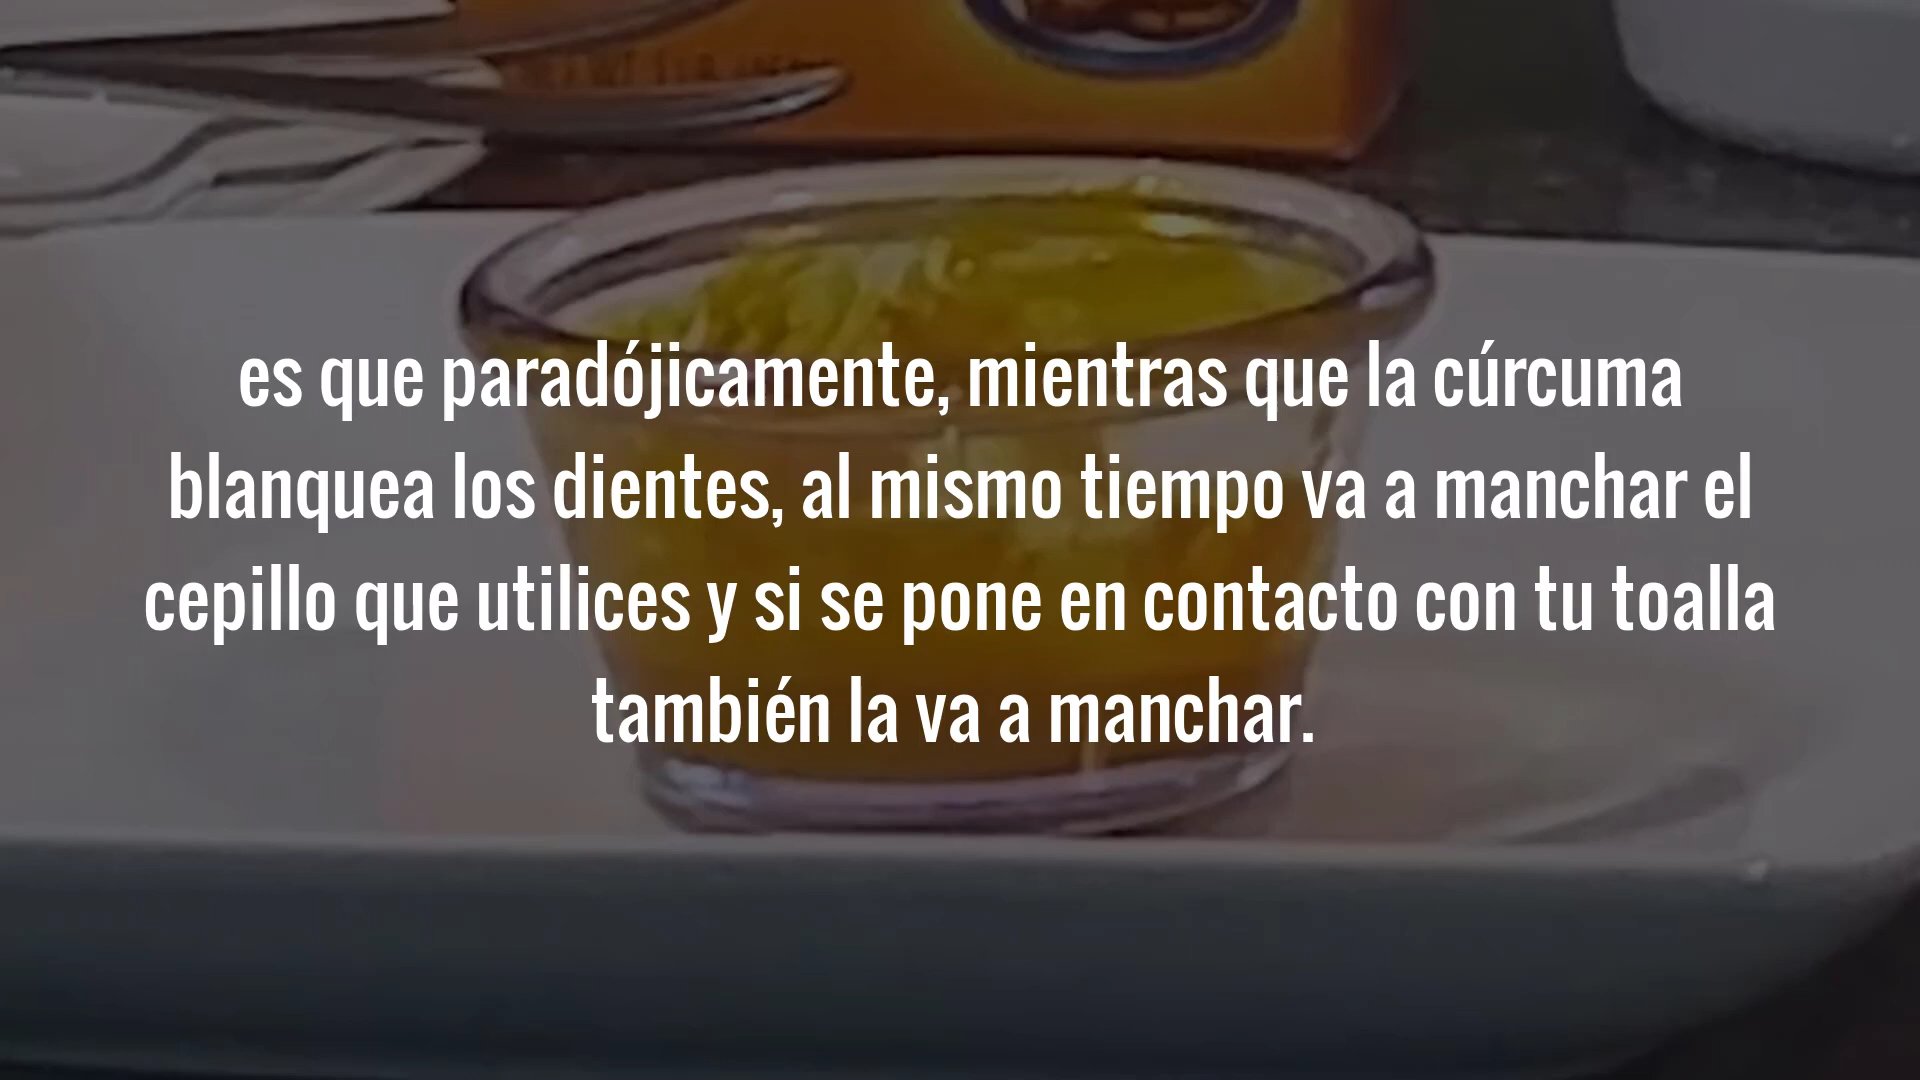 es que paradójicamente, mientras que la cúrcuma
blanquea los dientes, al mismo tiempo va a manchar el
cepillo que utilices y si se pone en contacto con tu toalla
también la va a manchar.